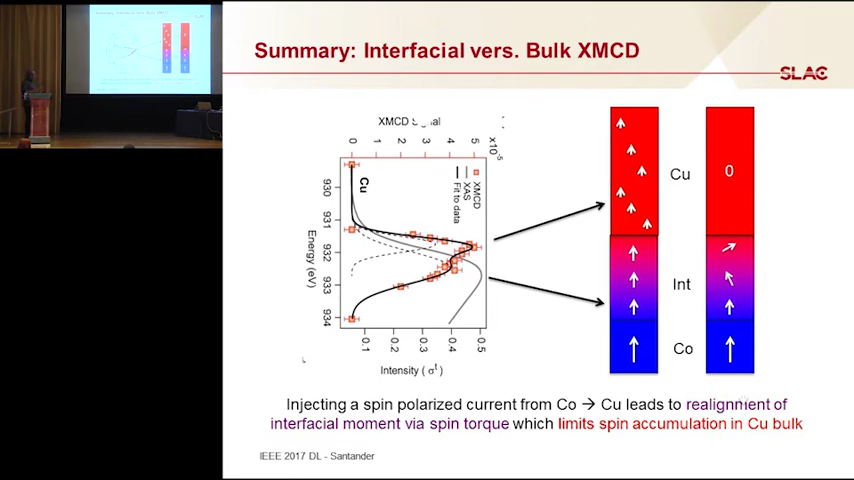 Summary: Interfacial vers. Bulk XMCD
SLAC
XMCD
x10-5
0 1 2 3 4 5
Cu
XMCD
XAS
Fit to data
930
931
932
933
934
Energy (eV)
0.1 0.2 0.3 0.4 0.5
Intensity ( σt)
Cu
0
Int
Co
Injecting a spin polarized current from Co → Cu leads to realignment of
interfacial moment via spin torque which limits spin accumulation in Cu bulk
IEEE 2017 DL - Santander